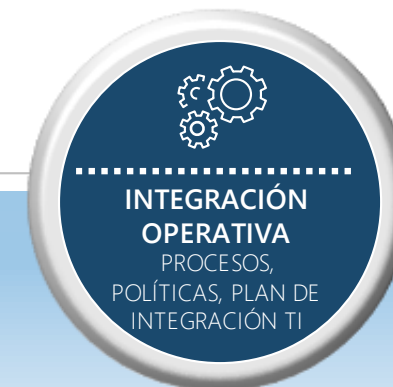 INTEGRACIÓN
OPERATIVA
PROCESOS,
POLÍTICAS, PLAN DE
INTEGRACIÓN TI